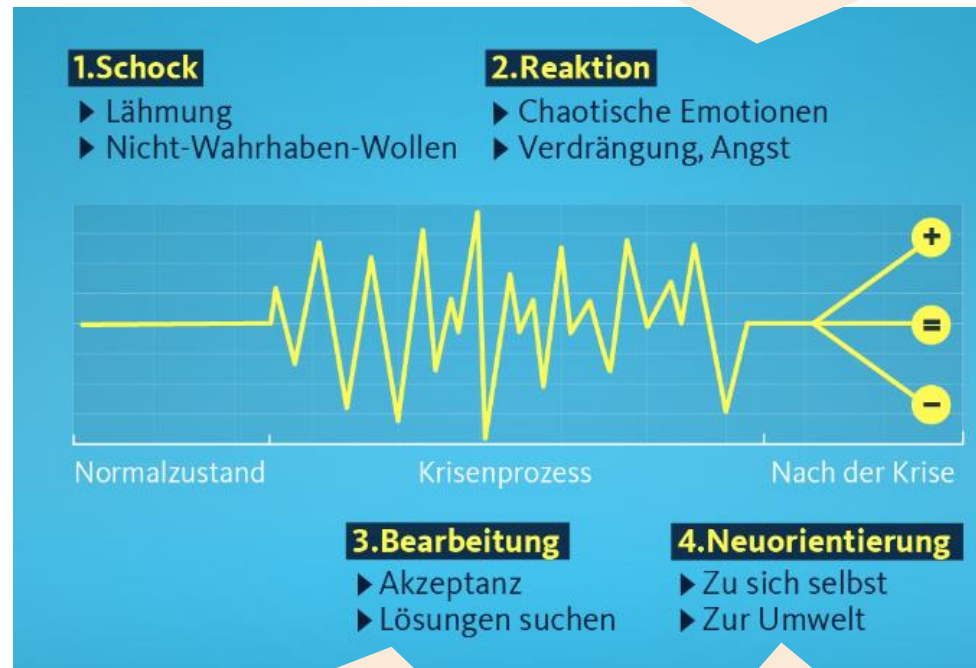 1.Schock
▶ Lähmung
▶ Nicht-Wahrhaben-Wollen
2.Reaktion
▶ Chaotische Emotionen
▶ Verdrängung, Angst
+
=
-
Normalzustand
Krisenprozess
Nach der Krise
3.Bearbeitung
▶ Akzeptanz
▶ Lösungen suchen
4.Neuorientierung
▶ Zu sich selbst
▶ Zur Umwelt